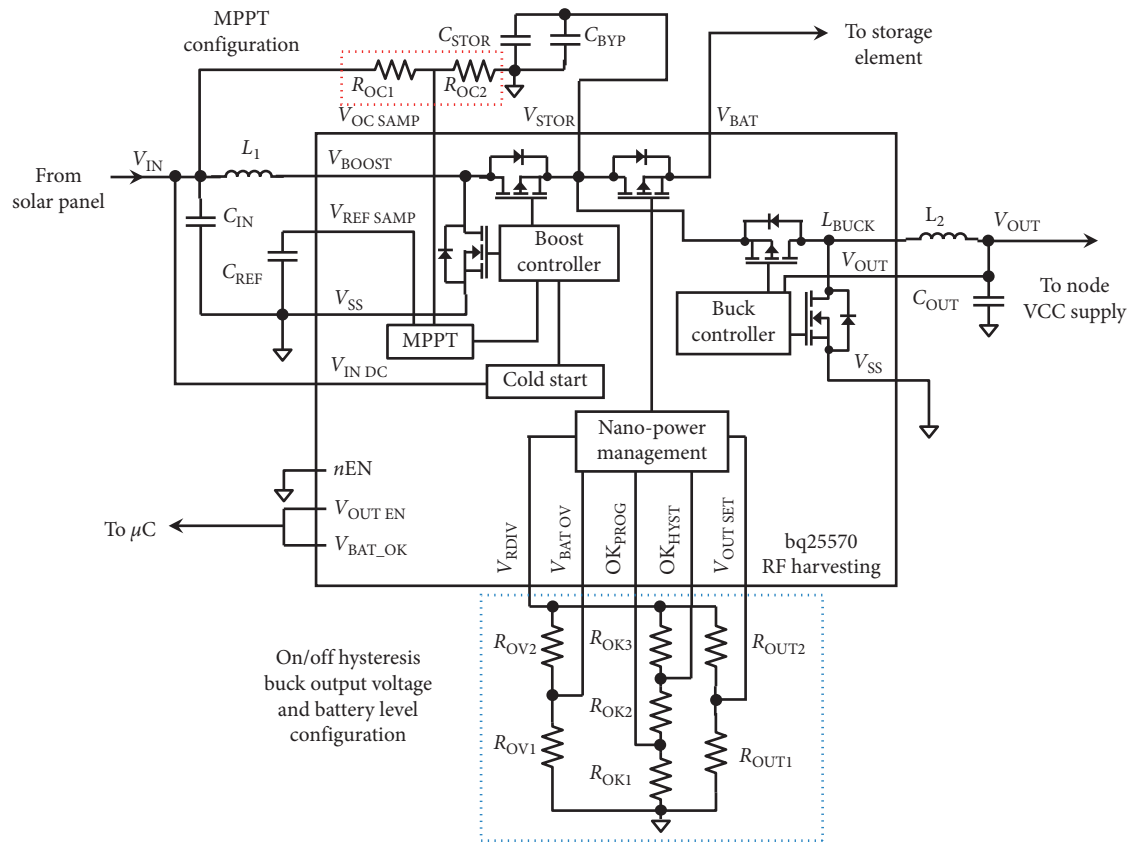 MPPT
configuration
C_STOR
C_BYP
To storage
element
R_OC1
R_OC2
V_OC SAMP
V_STOR
V_BAT
V_IN
L_1
V_BOOST
From
solar panel
C_IN
V_REF SAMP
Boost
controller
L_BUCK
L_2
V_OUT
V_OUT
C_REF
To node
VCC supply
V_SS
C_OUT
Buck
controller
MPPT
V_IN DC
Cold start
V_SS
Nano-power
management
nEN
V_OUT EN
To μC
V_BAT_OK
V_RDIV
V_BAT OV
OK_PROG
OK_HYST
V_OUT SET
bq25570
RF harvesting
R_OV2
R_OK3
R_OUT2
On/off hysteresis
buck output voltage
and battery level
configuration
R_OK2
R_OV1
R_OUT1
R_OK1